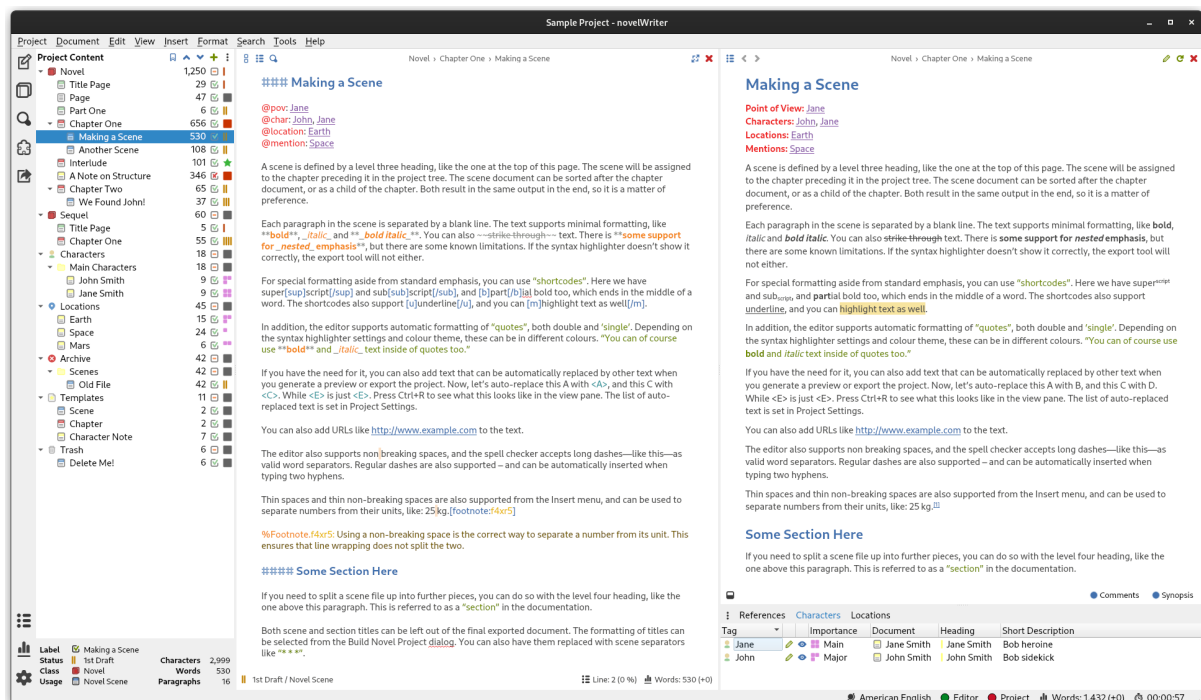 Sample Project - novelWriter
Project Document Edit View Insert Format Search Tools Help
Project Content
Novel 1,250
Title Page 29
Page 47
Part One 6
Chapter One 656
Making a Scene 530
Another Scene 108
Interlude 101
A Note on Structure 346
Chapter Two 65
We Found John! 37
Sequel 60
Title Page 5
Chapter One 55
Characters 18
Main Characters 18
John Smith 9
Jane Smith 9
Locations 45
Earth 15
Space 24
Mars 6
Archive 42
Scenes 42
Old File 42
Templates 11
Scene 2
Chapter 2
Character Note 7
Trash 6
Delete Me! 6
Label Making a Scene
Status 1st Draft Characters 2,999
Class Novel Words 530
Usage Novel Scene Paragraphs 16
Novel › Chapter One › Making a Scene
### Making a Scene
@pov: Jane
@char: John, Jane
@location: Earth
@mention: Space
A scene is defined by a level three heading, like the one at the top of this page. The scene will be assigned
to the chapter preceding it in the project tree. The scene document can be sorted after the chapter
document, or as a child of the chapter. Both result in the same output in the end, so it is a matter of
preference.
Each paragraph in the scene is separated by a blank line. The text supports minimal formatting, like
**bold**, _italic_ and **_bold italic_**. You can also ~~strike through~~ text. There is **some support
for _nested_ emphasis**, but there are some known limitations. If the syntax highlighter doesn't show it
correctly, the export tool will not either.
For special formatting aside from standard emphasis, you can use “shortcodes”. Here we have
super[sup]script[/sup] and sub[sub]script[/sub], and [b]part[/b]ial bold too, which ends in the middle of a
word. The shortcodes also support [u]underline[/u], and you can [m]highlight text as well[/m].
In addition, the editor supports automatic formatting of “quotes”, both double and ‘single’. Depending on
the syntax highlighter settings and colour theme, these can be in different colours. “You can of course
use **bold** and _italic_ text inside of quotes too.”
If you have the need for it, you can also add text that can be automatically replaced by other text when
you generate a preview or export the project. Now, let's auto-replace this A with <A>, and this C with
<C>. While <E> is just <E>. Press Ctrl+R to see what this looks like in the view pane. The list of auto-
replaced text is set in Project Settings.
You can also add URLs like http://www.example.com to the text.
The editor also supports non breaking spaces, and the spell checker accepts long dashes—like this—as
valid word separators. Regular dashes are also supported – and can be automatically inserted when
typing two hyphens.
Thin spaces and thin non-breaking spaces are also supported from the Insert menu, and can be used to
separate numbers from their units, like: 25 kg.[footnote:f4xr5]
%Footnote.f4xr5: Using a non-breaking space is the correct way to separate a number from its unit. This
ensures that line wrapping does not split the two.
#### Some Section Here
If you need to split a scene file up into further pieces, you can do so with the level four heading, like the
one above this paragraph. This is referred to as a “section” in the documentation.
Both scene and section titles can be left out of the final exported document. The formatting of titles can
be selected from the Build Novel Project dialog. You can also have them replaced with scene separators
like “* * *”.
1st Draft / Novel Scene Line: 2 (0 %) Words: 530 (+0)
Novel › Chapter One › Making a Scene
Making a Scene
Point of View: Jane
Characters: John, Jane
Locations: Earth
Mentions: Space
A scene is defined by a level three heading, like the one at the top of this page. The scene will be assigned
to the chapter preceding it in the project tree. The scene document can be sorted after the chapter
document, or as a child of the chapter. Both result in the same output in the end, so it is a matter of
preference.
Each paragraph in the scene is separated by a blank line. The text supports minimal formatting, like bold,
italic and bold italic. You can also strike through text. There is some support for nested emphasis, but
there are some known limitations. If the syntax highlighter doesn't show it correctly, the export tool will
not either.
For special formatting aside from standard emphasis, you can use “shortcodes”. Here we have superscript
and subscript, and partial bold too, which ends in the middle of a word. The shortcodes also support
underline, and you can highlight text as well.
In addition, the editor supports automatic formatting of “quotes”, both double and ‘single’. Depending on
the syntax highlighter settings and colour theme, these can be in different colours. “You can of course use
bold and italic text inside of quotes too.”
If you have the need for it, you can also add text that can be automatically replaced by other text when
you generate a preview or export the project. Now, let's auto-replace this A with B, and this C with D.
While <E> is just <E>. Press Ctrl+R to see what this looks like in the view pane. The list of auto-replaced
text is set in Project Settings.
You can also add URLs like http://www.example.com to the text.
The editor also supports non breaking spaces, and the spell checker accepts long dashes—like this—as
valid word separators. Regular dashes are also supported – and can be automatically inserted when typing
two hyphens.
Thin spaces and thin non-breaking spaces are also supported from the Insert menu, and can be used to
separate numbers from their units, like: 25 kg.[1]
Some Section Here
If you need to split a scene file up into further pieces, you can do so with the level four heading, like the
one above this paragraph. This is referred to as a “section” in the documentation.
Comments Synopsis
References Characters Locations
Tag Importance Document Heading Short Description
Jane Main Jane Smith Jane Smith Bob heroine
John Major John Smith John Smith Bob sidekick
American English Editor Project Words: 1,432 (+0) 00:00:57